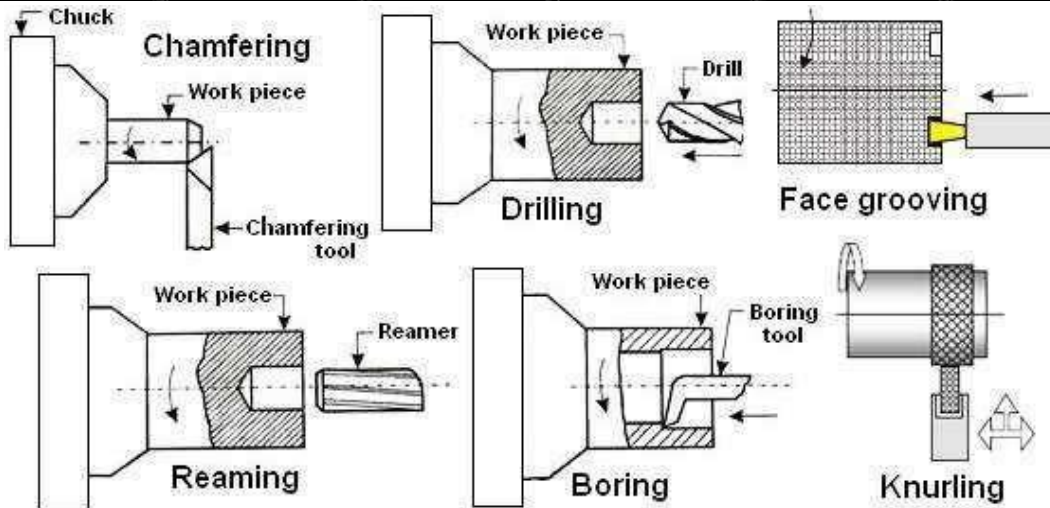 Chuck
Chamfering
Work piece
Chamfering
tool
Work piece
Drill
Drilling
Face grooving
Work piece
Reamer
Reaming
Work piece
Boring
tool
Boring
Knurling